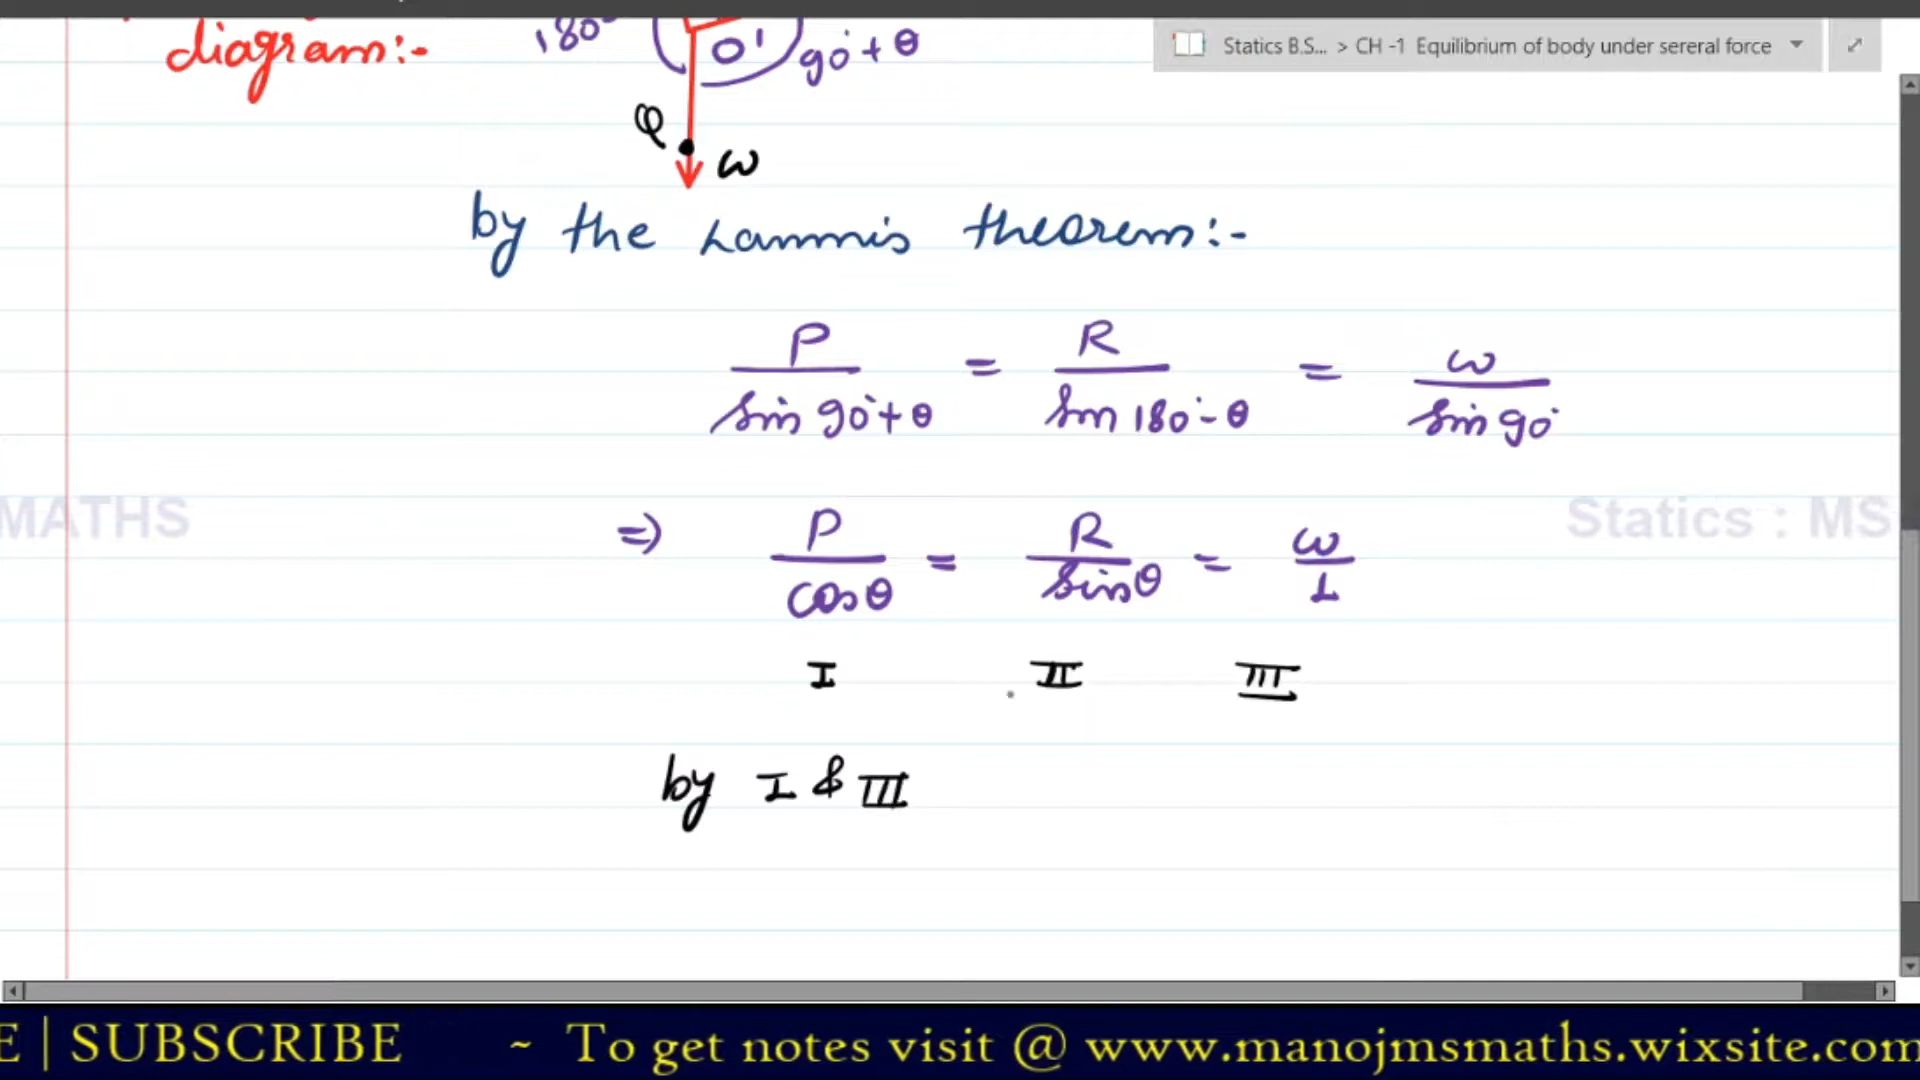 diagram:-
180° O' 90° + θ
Statics B.S... > CH -1 Equilibrium of body under sereral force
Q
W
by the Lammis theorem:-
P/sin 90°+θ = R/sin 180°-θ = W/sin 90°
MATHS
Statics : MS
=> P/cosθ = R/sinθ = W/1
I II III
by I & III
E | SUBSCRIBE ~ To get notes visit @ www.manojmsmaths.wixsite.com